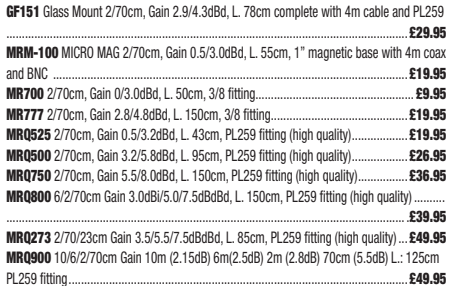 GF151 Glass Mount 2/70cm, Gain 2.9/4.3dBd, L. 78cm complete with 4m cable and PL259
.................................................................................................................. £29.95
MRM-100 MICRO MAG 2/70cm, Gain 0.5/3.0dBd, L. 55cm, 1” magnetic base with 4m coax
and BNC .................................................................................................... £19.95
MR700 2/70cm, Gain 0/3.0dBd, L. 50cm, 3/8 fitting........................................... £9.95
MR777 2/70cm, Gain 2.8/4.8dBd, L. 150cm, 3/8 fitting.................................... £19.95
MRQ525 2/70cm, Gain 0.5/3.2dBd, L. 43cm, PL259 fitting (high quality)................. £19.95
MRQ500 2/70cm, Gain 3.2/5.8dBd, L. 95cm, PL259 fitting (high quality)................. £26.95
MRQ750 2/70cm, Gain 5.5/8.0dBd, L. 150cm, PL259 fitting (high quality)............... £36.95
MRQ800 6/2/70cm Gain 3.0dBi/5.0/7.5dBdBd, L. 150cm, PL259 fitting (high quality) ..........
.................................................................................................................. £39.95
MRQ273 2/70/23cm Gain 3.5/5.5/7.5dBdBd, L. 85cm, PL259 fitting (high quality) ... £49.95
MRQ900 10/6/2/70cm Gain 10m (2.15dB) 6m(2.5dB) 2m (2.8dB) 70cm (5.5dB) L.: 125cm
PL259 fitting................................................................................................ £49.95